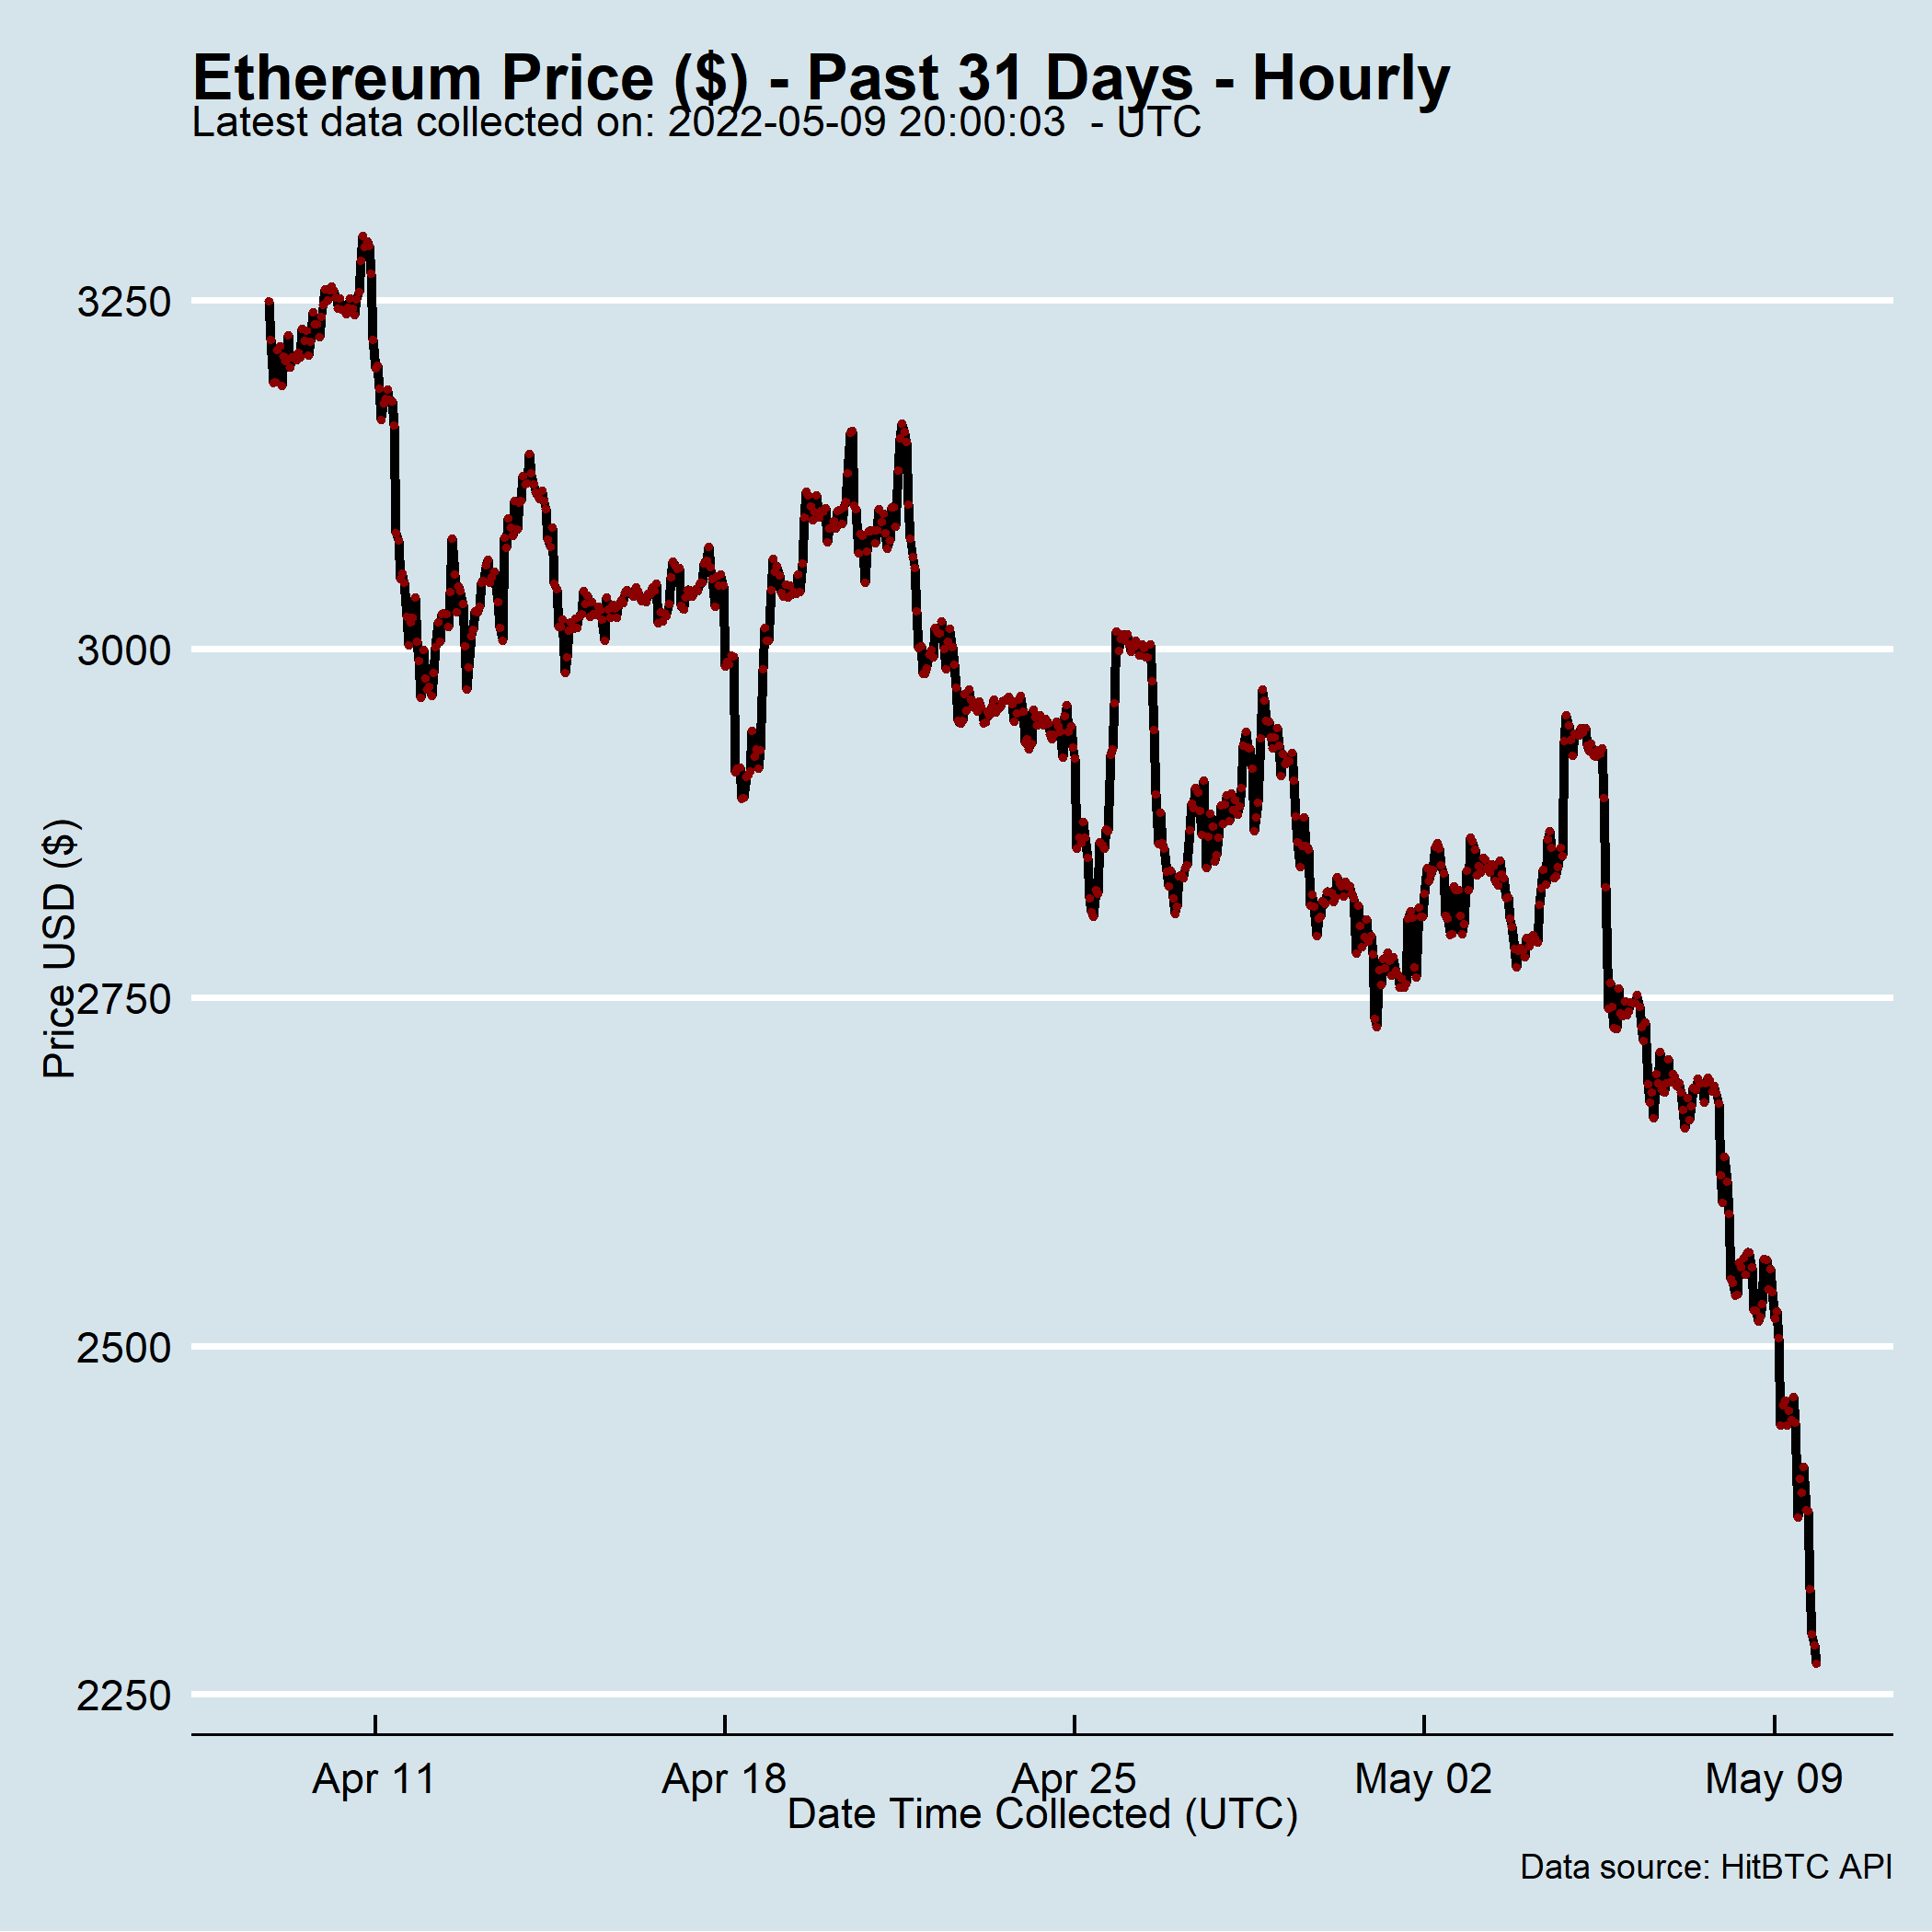 Ethereum Price ($) - Past 31 Days - Hourly
Latest data collected on: 2022-05-09 20:00:03  - UTC
Price USD ($)
3250
3000
2750
2500
2250
Apr 11
Apr 18
Apr 25
May 02
May 09
Date Time Collected (UTC)
Data source: HitBTC API